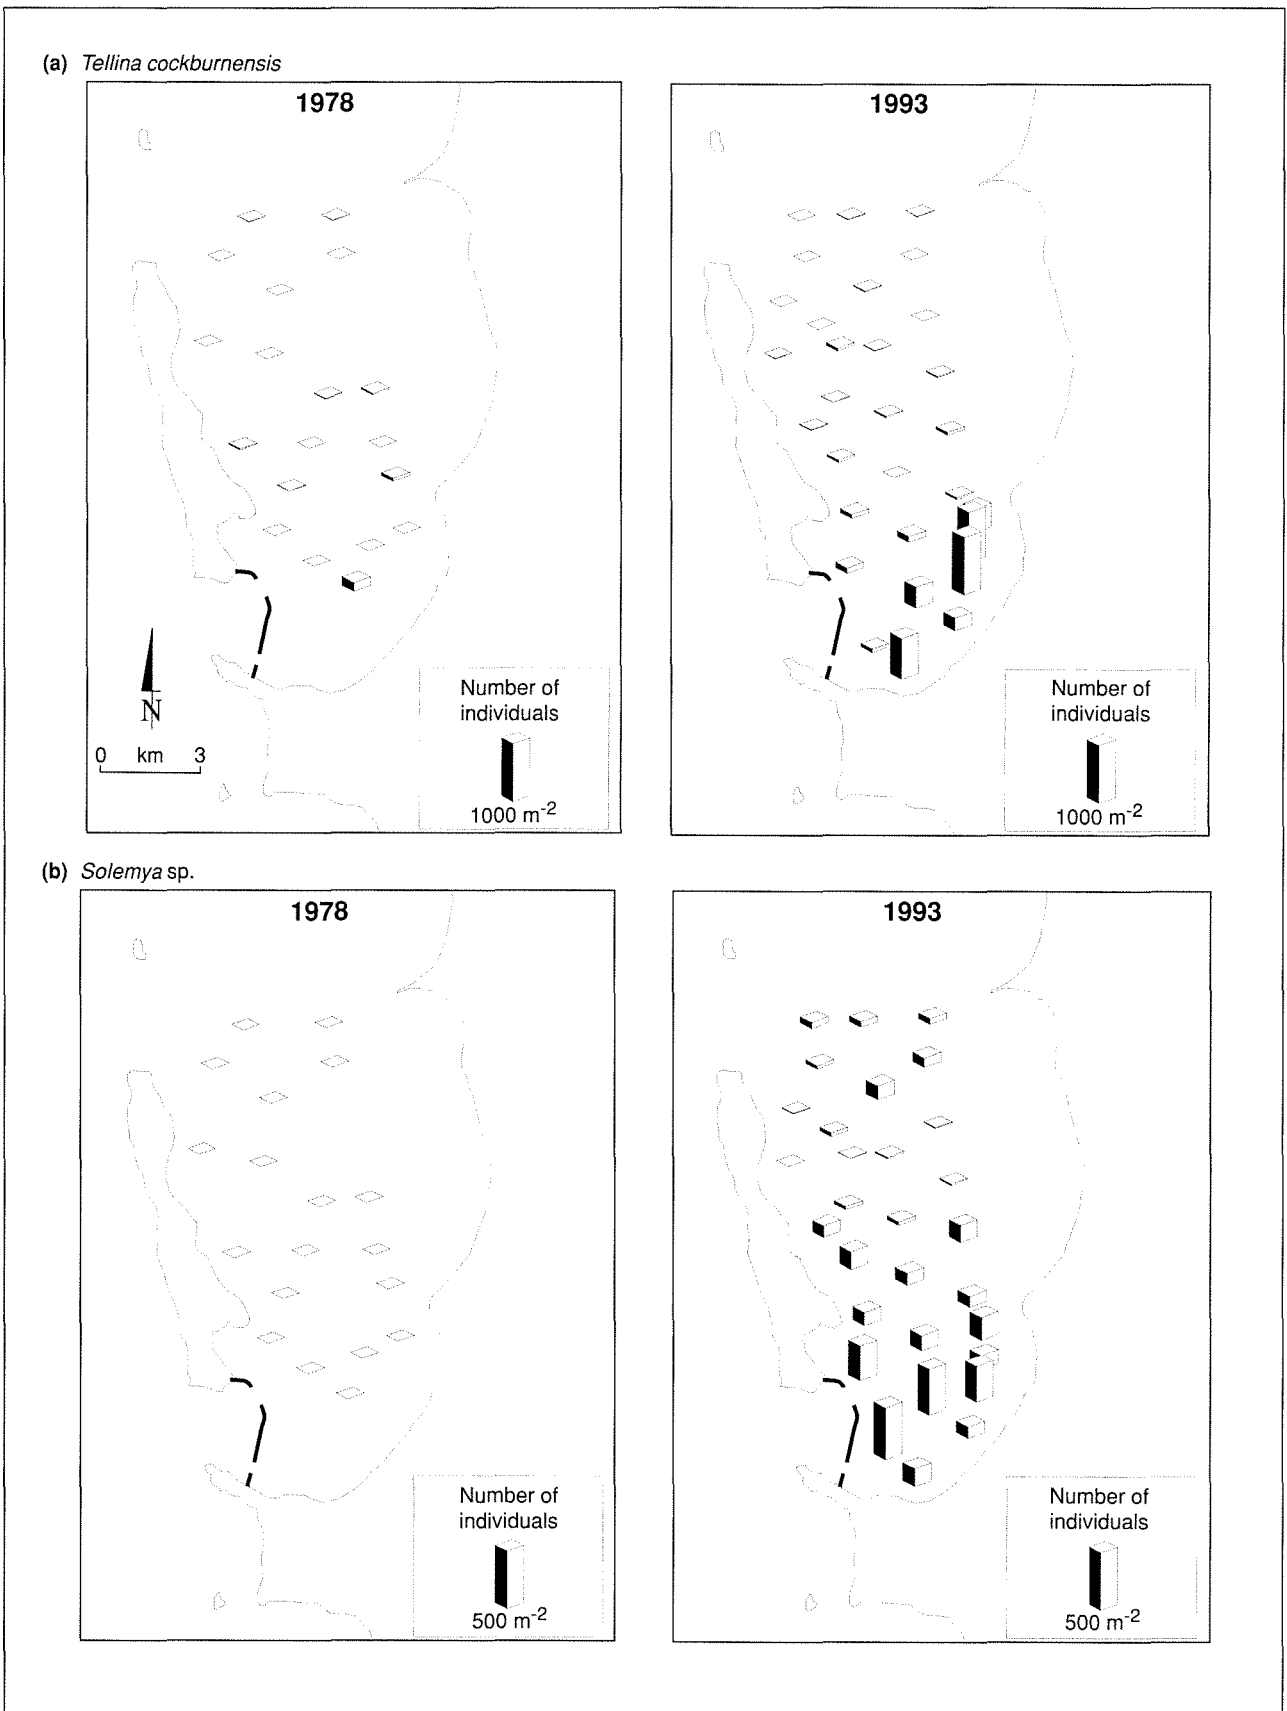 (a) Tellina cockburnensis
1978
1993
N
0 km 3
Number of
individuals
1000 m-2
Number of
individuals
1000 m-2
(b) Solemya sp.
1978
1993
Number of
individuals
500 m-2
Number of
individuals
500 m-2